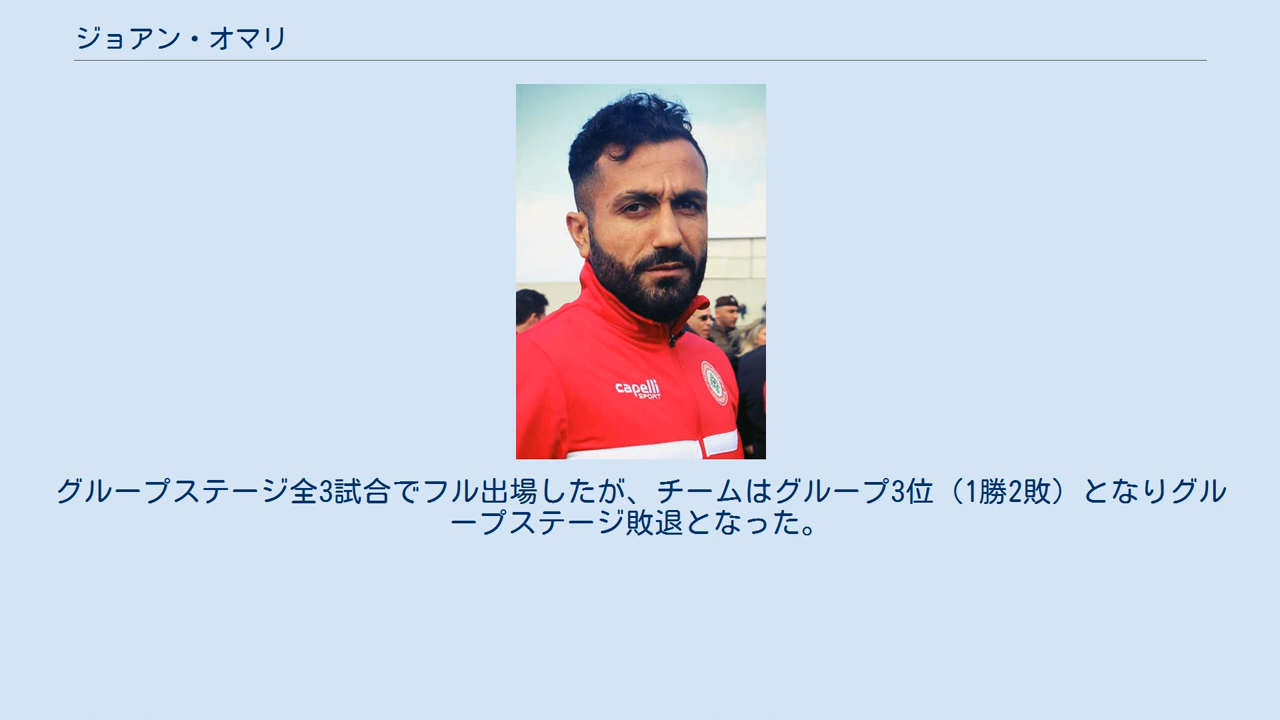 ジョアン・オマリ
capelli
SPORT
グループステージ全3試合でフル出場したが、チームはグループ3位（1勝2敗）となりグル
ープステージ敗退となった。